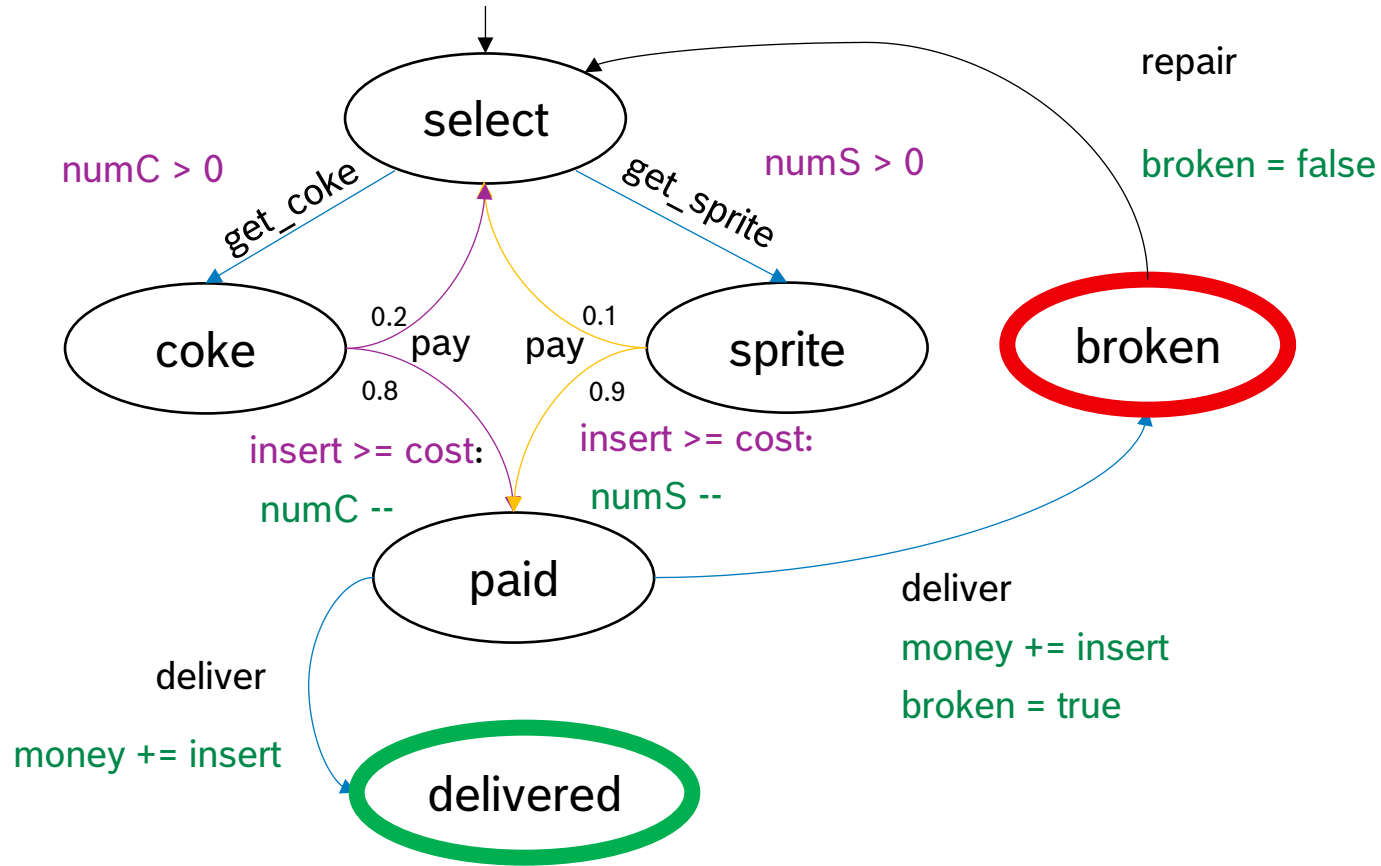 repair
select
numC > 0
numS > 0
broken = false
get_coke
get_sprite
0.2
0.1
pay
pay
coke
sprite
broken
0.8
0.9
insert >= cost:
insert >= cost:
numC --
numS --
paid
deliver
money += insert
broken = true
deliver
money += insert
delivered